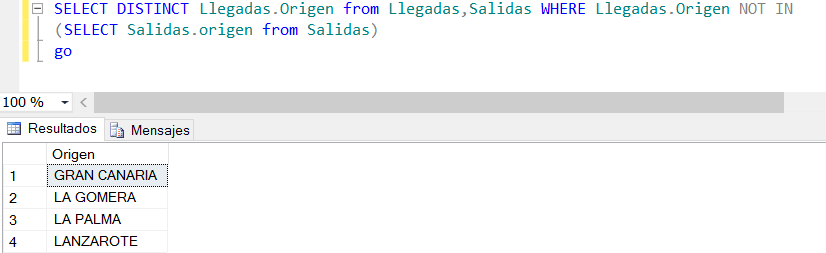 SELECT DISTINCT Llegadas.Origen from Llegadas,Salidas WHERE Llegadas.Origen NOT IN
(SELECT Salidas.origen from Salidas)
go
100 %
Resultados Mensajes
Origen
1 GRAN CANARIA
2 LA GOMERA
3 LA PALMA
4 LANZAROTE